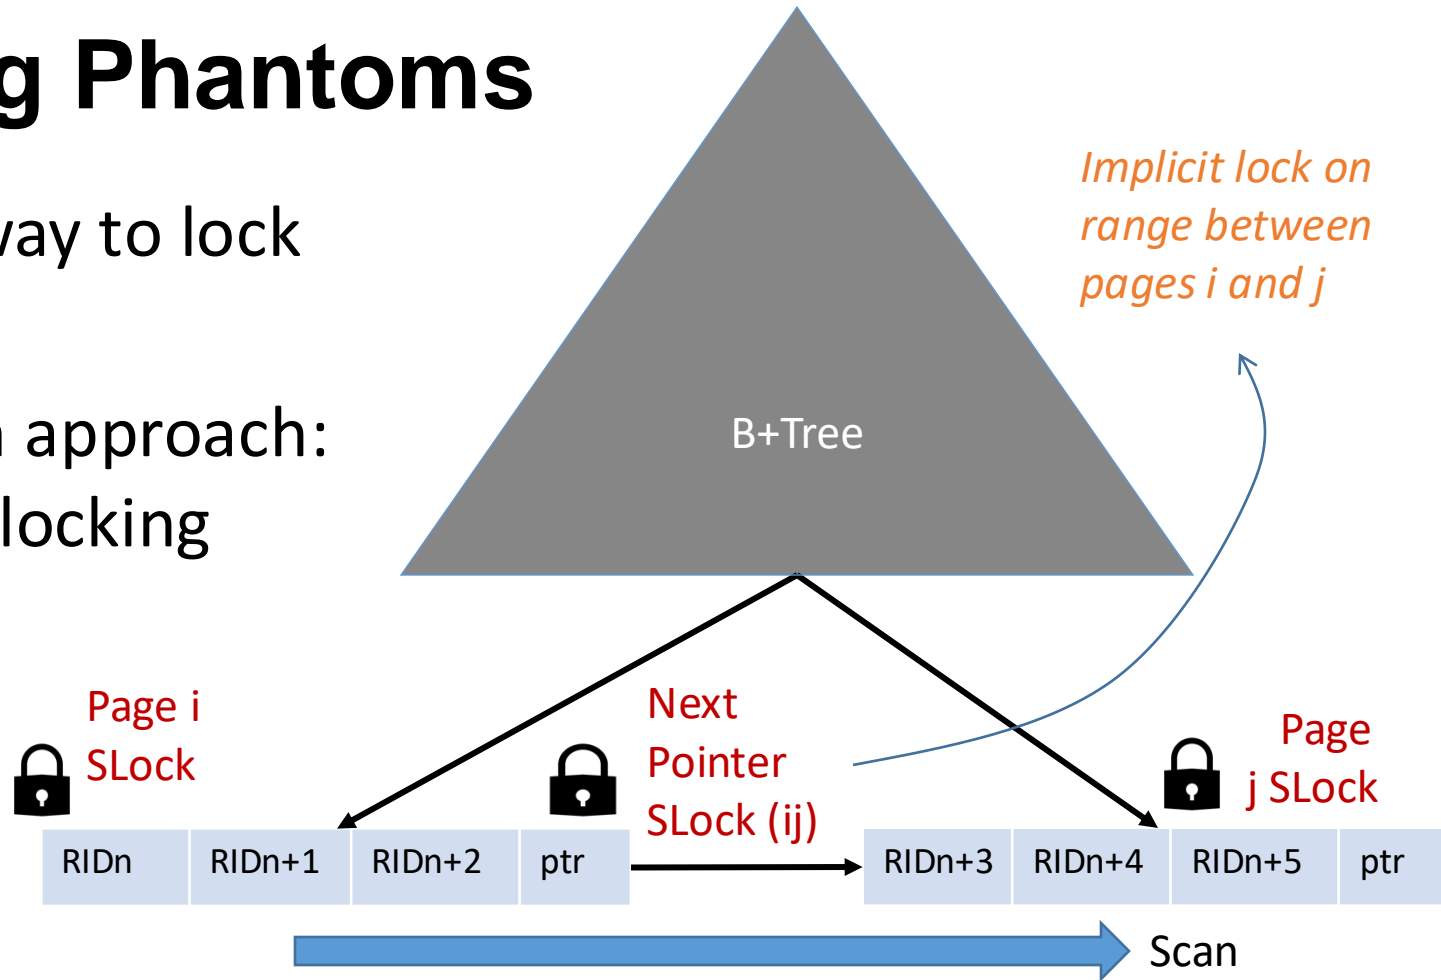 g Phantoms
way to lock
n approach:
locking
Implicit lock on
range between
pages i and j
B+Tree
Page i
SLock
Next
Pointer
SLock (ij)
Page
j SLock
RIDn
RIDn+1
RIDn+2
ptr
RIDn+3
RIDn+4
RIDn+5
ptr
Scan